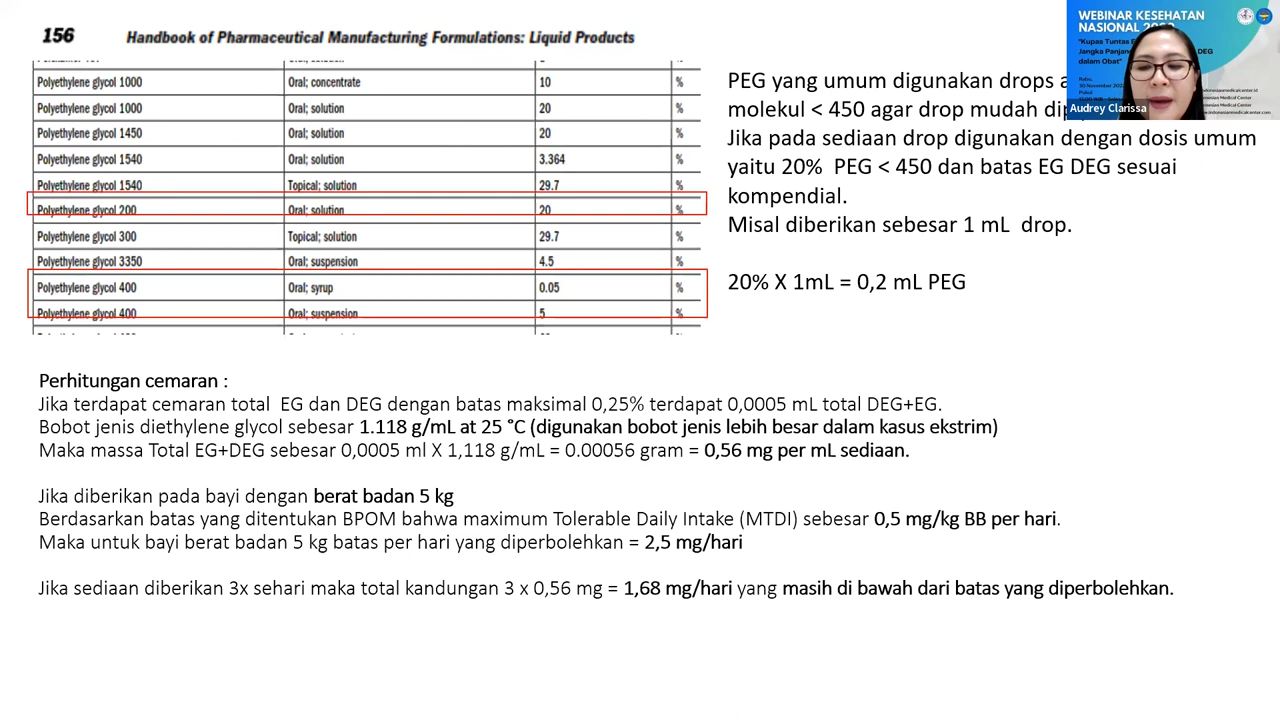 156 Handbook of Pharmaceutical Manufacturing Formulations: Liquid Products
Polyethylene glycol 1000 Oral; concentrate 10 %
Polyethylene glycol 1000 Oral; solution 20 %
Polyethylene glycol 1450 Oral; solution 20 %
Polyethylene glycol 1540 Oral; solution 3.364 %
Polyethylene glycol 1540 Topical; solution 29.7 %
Polyethylene glycol 200 Oral; solution 20 %
Polyethylene glycol 300 Topical; solution 29.7 %
Polyethylene glycol 3350 Oral; suspension 4.5 %
Polyethylene glycol 400 Oral; syrup 0.05 %
Polyethylene glycol 400 Oral; suspension 5 %
PEG yang umum digunakan drops
molekul < 450 agar drop mudah
Jika pada sediaan drop digunakan dengan dosis umum
yaitu 20% PEG < 450 dan batas EG DEG sesuai
kompendial.
Misal diberikan sebesar 1 mL drop.
20% X 1mL = 0,2 mL PEG
WEBINAR KESEHATAN
NASIONAL
"Kupas Tuntas
Jangka DEG
dalam Obat"
Rabu,
30 November
Pukul
Audrey Clarissa
Perhitungan cemaran :
Jika terdapat cemaran total EG dan DEG dengan batas maksimal 0,25% terdapat 0,0005 mL total DEG+EG.
Bobot jenis diethylene glycol sebesar 1.118 g/mL at 25 °C (digunakan bobot jenis lebih besar dalam kasus ekstrim)
Maka massa Total EG+DEG sebesar 0,0005 ml X 1,118 g/mL = 0.00056 gram = 0,56 mg per mL sediaan.
Jika diberikan pada bayi dengan berat badan 5 kg
Berdasarkan batas yang ditentukan BPOM bahwa maximum Tolerable Daily Intake (MTDI) sebesar 0,5 mg/kg BB per hari.
Maka untuk bayi berat badan 5 kg batas per hari yang diperbolehkan = 2,5 mg/hari
Jika sediaan diberikan 3x sehari maka total kandungan 3 x 0,56 mg = 1,68 mg/hari yang masih di bawah dari batas yang diperbolehkan.